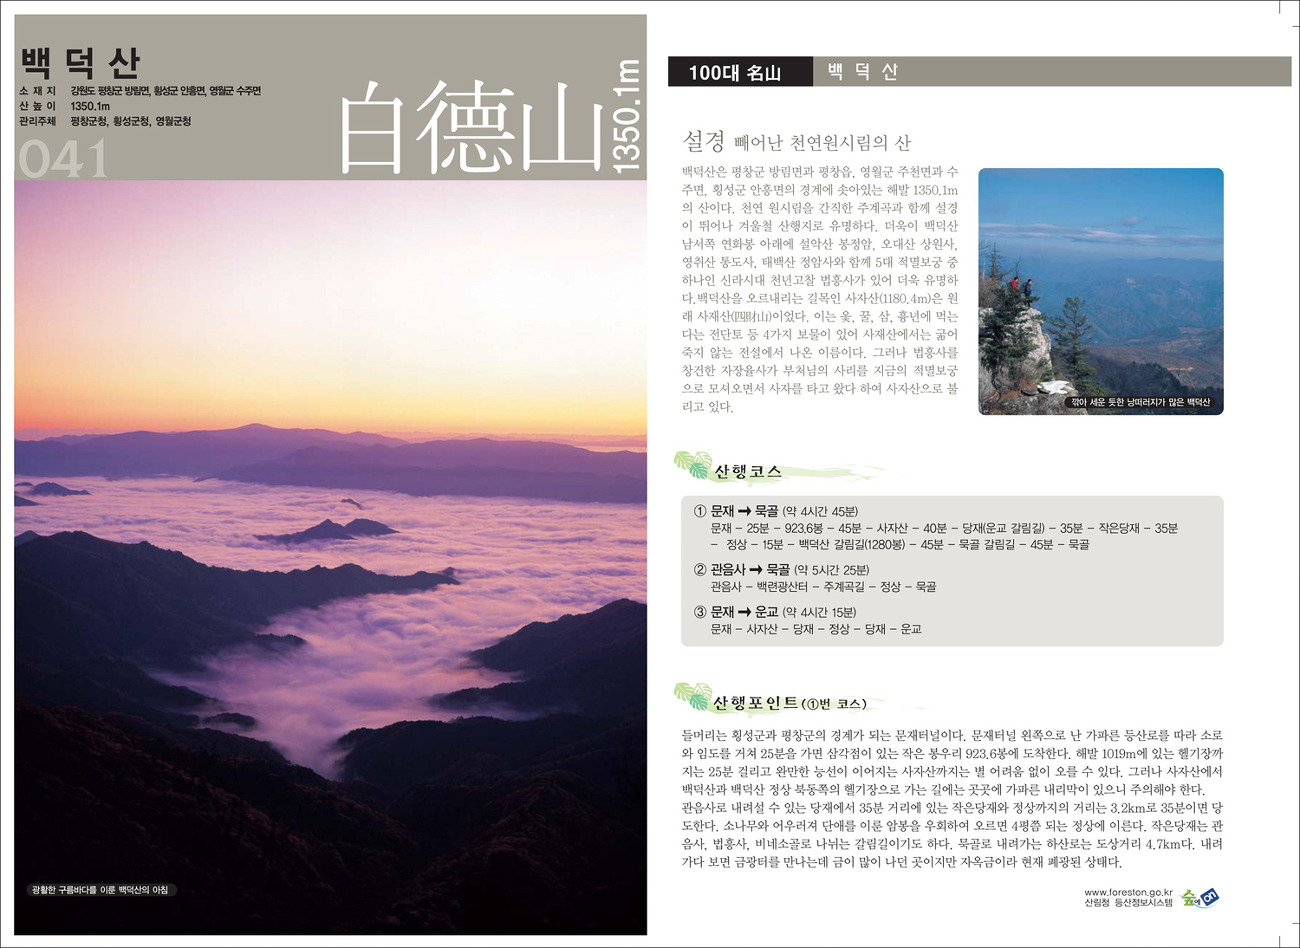 백덕산
소 재 지 강원도 평창군 방림면, 횡성군 안흥면, 영월군 수주면
산 높 이 1350.1m
관리주체 평창군청, 횡성군청, 영월군청
041
白德山
1350.1m
광활한 구름바다를 이룬 백덕산의 아침
100대 名山 백 덕 산
설경 빼어난 천연원시림의 산
백덕산은 평창군 방림면과 평창읍, 영월군 주천면과 수
주면, 횡성군 안흥면의 경계에 솟아있는 해발 1350.1m
의 산이다. 천연 원시림을 간직한 주계곡과 함께 설경
이 뛰어나 겨울철 산행지로 유명하다. 더욱이 백덕산
남서쪽 연화봉 아래에 설악산 봉정암, 오대산 상원사,
영취산 통도사, 태백산 정암사와 함께 5대 적멸보궁 중
하나인 신라시대 천년고찰 법흥사가 있어 더욱 유명하
다.백덕산을 오르내리는 길목인 사자산(1180.4m)은 원
래 사재산(四財山)이었다. 이는 옻, 꿀, 삼, 흉년에 먹는
다는 전단토 등 4가지 보물이 있어 사재산에서는 굶어
죽지 않는 전설에서 나온 이름이다. 그러나 법흥사를
창건한 자장율사가 부처님의 사리를 지금의 적멸보궁
으로 모셔오면서 사자를 타고 왔다 하여 사자산으로 불
리고 있다.
깎아 세운 듯한 낭떠러지가 많은 백덕산
산행코스
① 문재 ➞ 묵골 (약 4시간 45분)
문재 – 25분 – 923.6봉 – 45분 – 사자산 – 40분 – 당재(운교 갈림길) – 35분 – 작은당재 – 35분
– 정상 – 15분 – 백덕산 갈림길(1280봉) – 45분 – 묵골 갈림길 – 45분 – 묵골
② 관음사 ➞ 묵골 (약 5시간 25분)
관음사 – 백련광산터 – 주계곡길 – 정상 – 묵골
③ 문재 ➞ 운교 (약 4시간 15분)
문재 – 사자산 – 당재 – 정상 – 당재 – 운교
산행포인트(①번 코스)
들머리는 횡성군과 평창군의 경계가 되는 문재터널이다. 문재터널 왼쪽으로 난 가파른 등산로를 따라 소로
와 임도를 거쳐 25분을 가면 삼각점이 있는 작은 봉우리 923.6봉에 도착한다. 해발 1019m에 있는 헬기장까
지는 25분 걸리고 완만한 능선이 이어지는 사자산까지는 별 어려움 없이 오를 수 있다. 그러나 사자산에서
백덕산과 백덕산 정상 북동쪽의 헬기장으로 가는 길에는 곳곳에 가파른 내리막이 있으니 주의해야 한다.
관음사로 내려설 수 있는 당재에서 35분 거리에 있는 작은당재와 정상까지의 거리는 3.2km로 35분이면 당
도한다. 소나무와 어우러져 단애를 이룬 암봉을 우회하여 오르면 4평쯤 되는 정상에 이른다. 작은당재는 관
음사, 법흥사, 비네소골로 나뉘는 갈림길이기도 하다. 묵골로 내려가는 하산로는 도상거리 4.7km다. 내려
가다 보면 금광터를 만나는데 금이 많이 나던 곳이지만 자옥금이라 현재 폐광된 상태다.
www.foreston.go.kr
산림청 등산정보시스템
숲에on